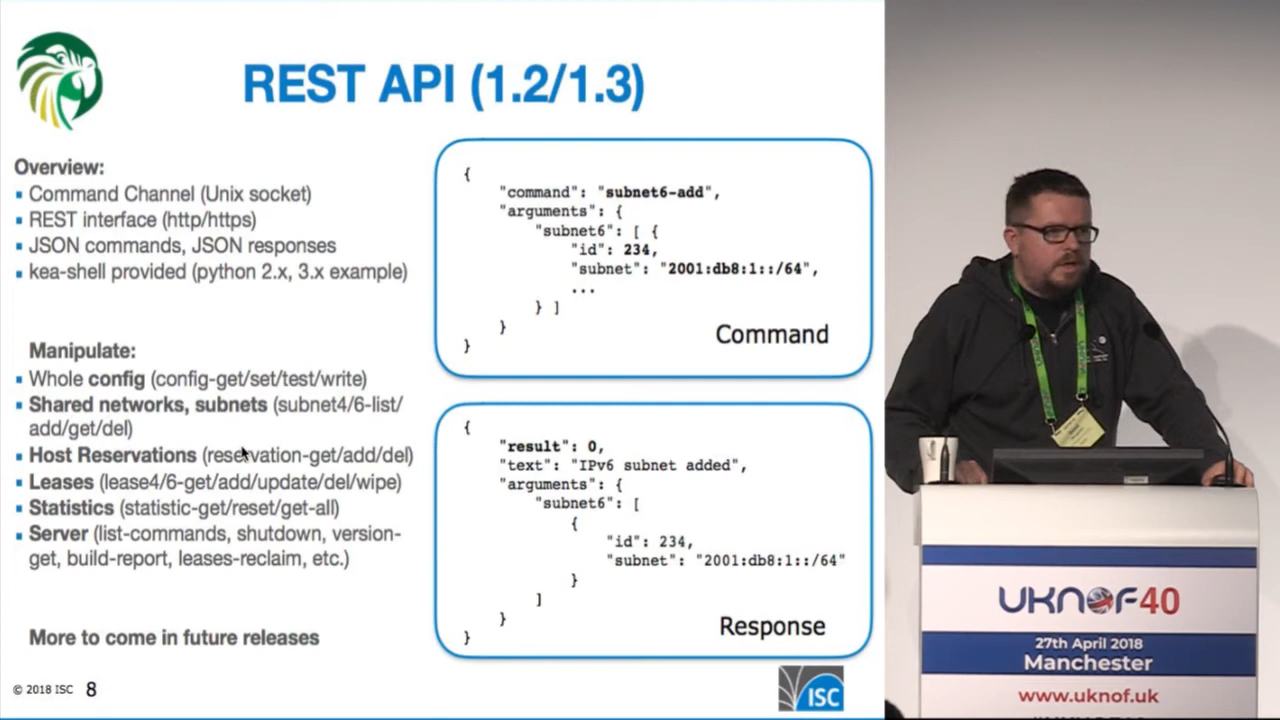 REST API (1.2/1.3)
Overview:
Command Channel (Unix socket)
REST interface (http/https)
JSON commands, JSON responses
kea-shell provided (python 2.x, 3.x example)
Manipulate:
Whole config (config-get/set/test/write)
Shared networks, subnets (subnet4/6-list/
add/get/del)
Host Reservations (reservation-get/add/del)
Leases (lease4/6-get/add/update/del/wipe)
Statistics (statistic-get/reset/get-all)
Server (list-commands, shutdown, version-
get, build-report, leases-reclaim, etc.)
More to come in future releases
© 2018 ISC 8
{
"command": "subnet6-add",
"arguments": {
"subnet6": [ {
"id": 234,
"subnet": "2001:db8:1::/64",
...
} ]
}
}
Command
{
"result": 0,
"text": "IPv6 subnet added",
"arguments": {
"subnet6": [
{
"id": 234,
"subnet": "2001:db8:1::/64"
}
]
}
}
Response
ISC
UKNOF40
27th April 2018
Manchester
www.uknof.uk